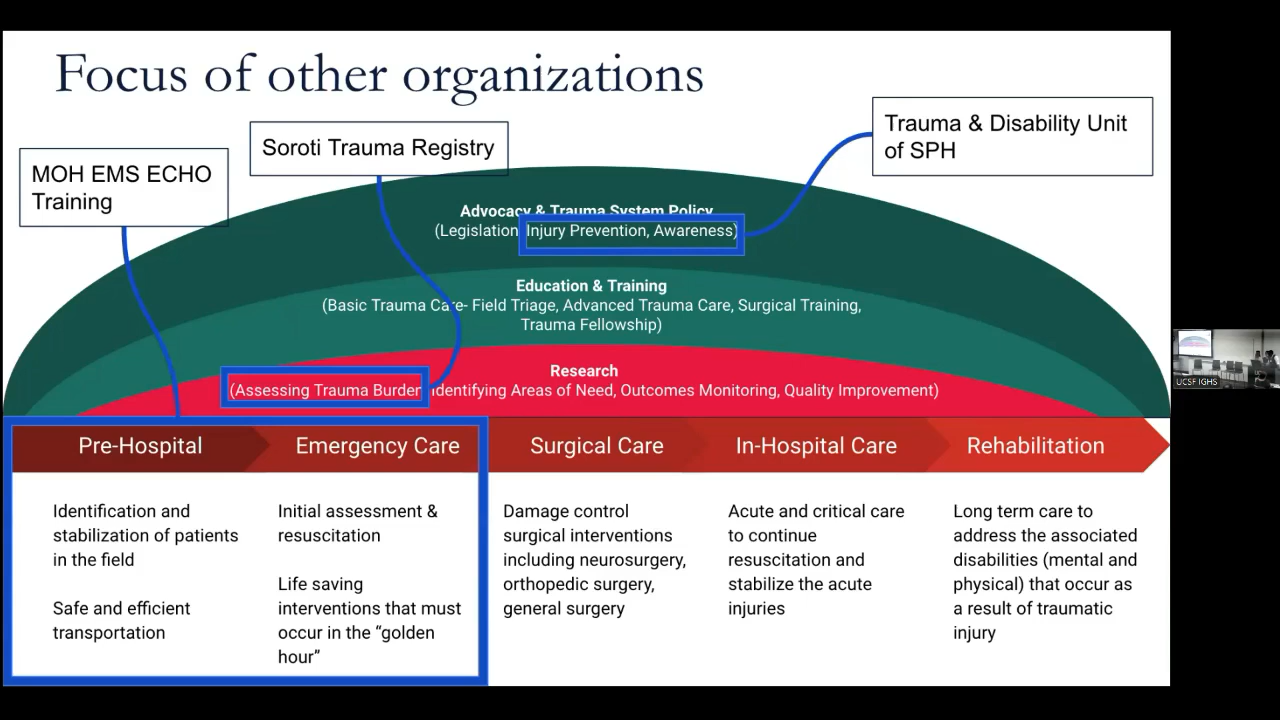 Focus of other organizations
MOH EMS ECHO
Training
Soroti Trauma Registry
Trauma & Disability Unit
of SPH
Advocacy & Trauma System Policy
(Legislation, Injury Prevention, Awareness)
Education & Training
(Basic Trauma Care- Field Triage, Advanced Trauma Care, Surgical Training,
Trauma Fellowship)
Research
(Assessing Trauma Burden, Identifying Areas of Need, Outcomes Monitoring, Quality Improvement)
Pre-Hospital
Identification and
stabilization of patients
in the field
Safe and efficient
transportation
Emergency Care
Initial assessment &
resuscitation
Life saving
interventions that must
occur in the “golden
hour”
Surgical Care
Damage control
surgical interventions
including neurosurgery,
orthopedic surgery,
general surgery
In-Hospital Care
Acute and critical care
to continue
resuscitation and
stabilize the acute
injuries
Rehabilitation
Long term care to
address the associated
disabilities (mental and
physical) that occur as
a result of traumatic
injury
UCSF IGHS